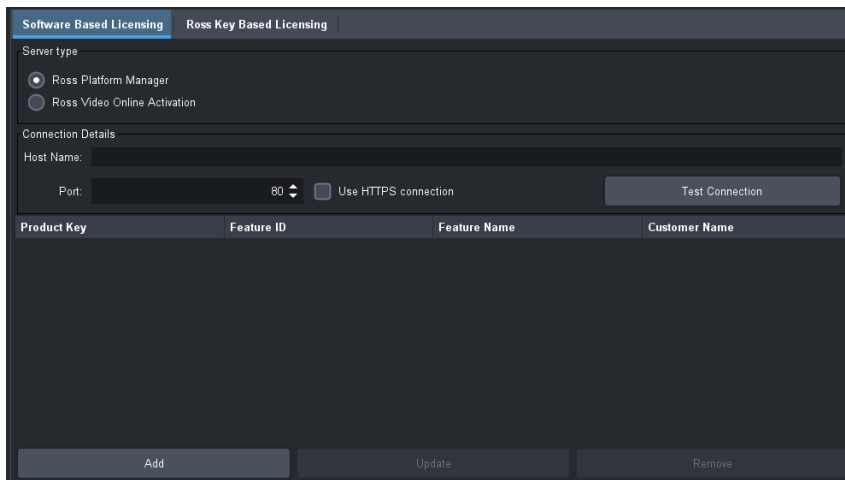 Software Based Licensing Ross Key Based Licensing
Server type
Ross Platform Manager
Ross Video Online Activation
Connection Details
Host Name:
Port: 80 Use HTTPS connection Test Connection
Product Key Feature ID Feature Name Customer Name
Add Update Remove